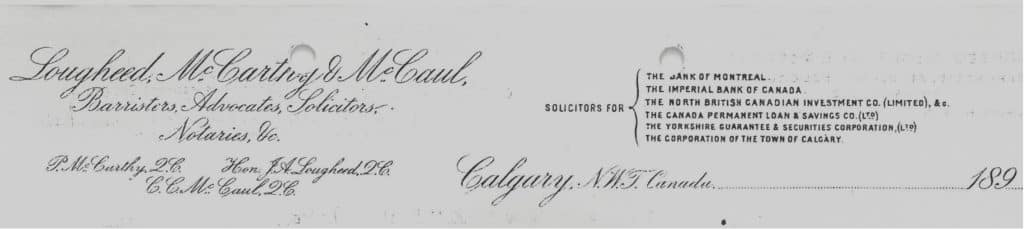 Lougheed, McCarthy & McCaul,
Barristers, Advocates, Solicitors,
Notaries, &c.
P. McCarthy, Q.C. Hon. J.A. Lougheed, Q.C.
C.C. McCaul, Q.C.
SOLICITORS FOR
THE BANK OF MONTREAL.
THE IMPERIAL BANK OF CANADA.
THE NORTH BRITISH CANADIAN INVESTMENT CO. (LIMITED), &c.
THE CANADA PERMANENT LOAN & SAVINGS CO. (LTD)
THE YORKSHIRE GUARANTEE & SECURITIES CORPORATION, (LTD)
THE CORPORATION OF THE TOWN OF CALGARY.
Calgary, N.W.T. Canada. 189